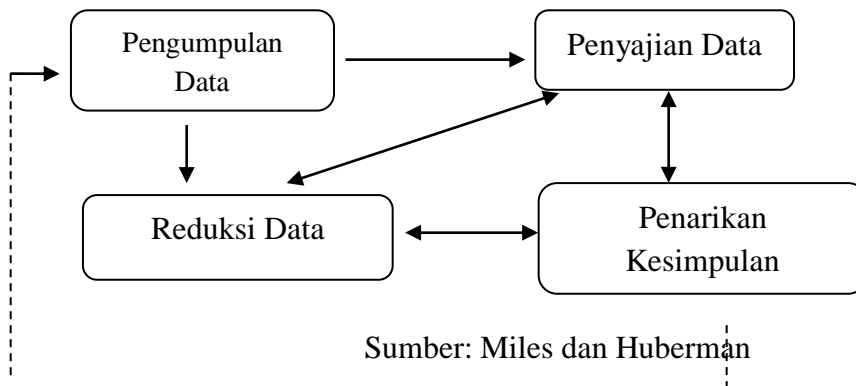 Pengumpulan
Data
Penyajian Data
Reduksi Data
Penarikan
Kesimpulan
Sumber: Miles dan Huberman